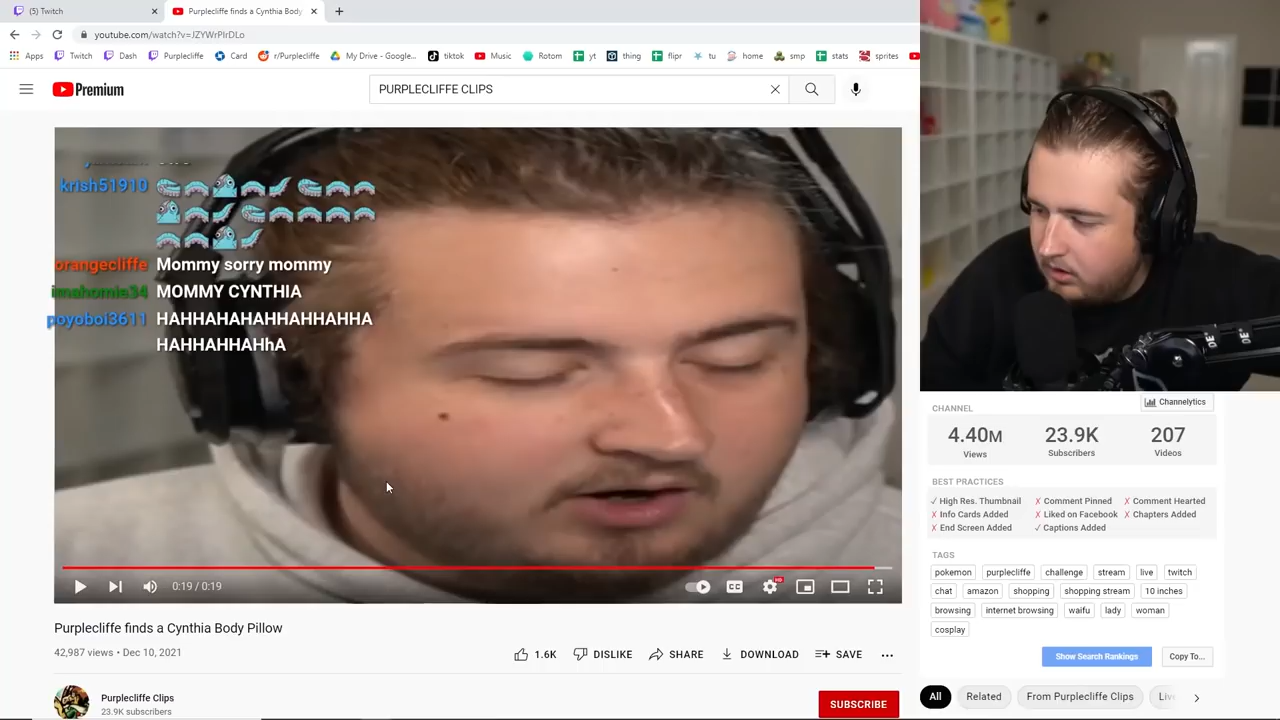 (5) Twitch
Purplecliffe finds a Cynthia Body
youtube.com/watch?v=JZYWrPIrDLo
Apps Twitch Dash Purplecliffe Card r/Purplecliffe My Drive - Google... tiktok Music Rotom yt thing flipr tu home smp stats sprites
Premium
PURPLECLIFFE CLIPS
krish51910
orangecliffe Mommy sorry mommy
imahomie34 MOMMY CYNTHIA
poyoboi3611 HAHHAHAHAHHAHHAHHA
HAHHAHHAHhA
0:19 / 0:19
CC
HD
Purplecliffe finds a Cynthia Body Pillow
42,987 views • Dec 10, 2021
1.6K DISLIKE SHARE DOWNLOAD SAVE
Purplecliffe Clips
23.9K subscribers
SUBSCRIBE
CHANNEL
Channelytics
4.40M 23.9K 207
Views Subscribers Videos
BEST PRACTICES
✓ High Res. Thumbnail ✗ Comment Pinned ✗ Comment Hearted
✗ Info Cards Added ✗ Liked on Facebook ✗ Chapters Added
✗ End Screen Added ✓ Captions Added
TAGS
pokemon purplecliffe challenge stream live twitch
chat amazon shopping shopping stream 10 inches
browsing internet browsing waifu lady woman
cosplay
Show Search Rankings Copy To...
All Related From Purplecliffe Clips Live